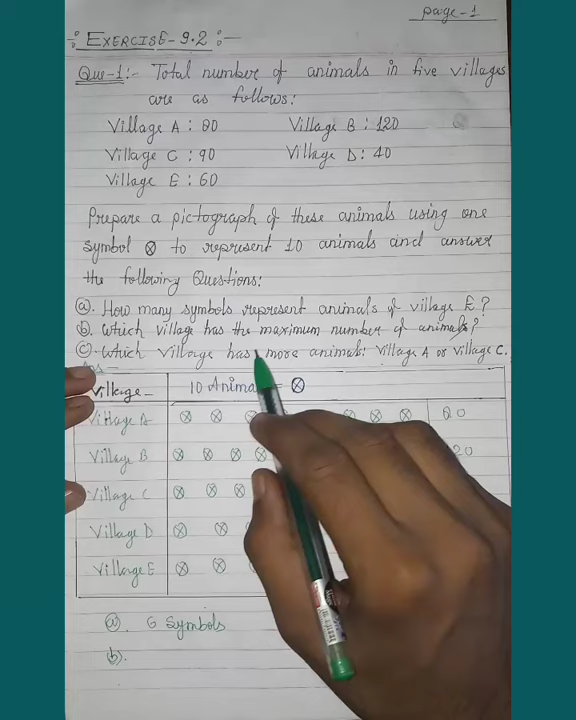 page-1
÷ EXERCISE-9.2 :-
Que-1:- Total number of animals in five villages
are as follows:
Village A : 80 Village B : 120
Village C : 90 Village D : 40
Village E : 60
Prepare a pictograph of these animals using one
symbol ⊗ to represent 10 animals and answer
the following Questions:
(a). How many symbols represent animals of village E?
(b). Which village has the maximum number of animals?
(c). Which village has more animals: village A or village C.
Ans-
Village 10 Anima = ⊗
Village A ⊗ ⊗ ⊗ ⊗ ⊗ ⊗ 80
Village B ⊗ ⊗ ⊗ ⊗ 20
Village C ⊗ ⊗ ⊗
Village D ⊗ ⊗
Village E ⊗ ⊗
(a). 6 Symbols
(b).